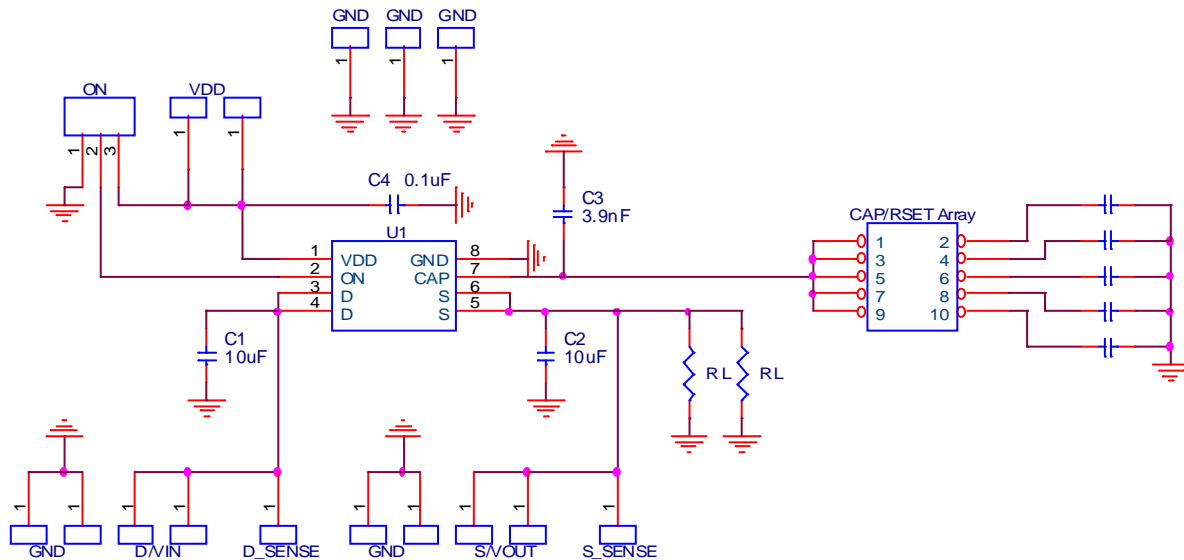 GND GND GND
1 1 1
ON VDD
1 2 3 1 1
C4 0.1uF
C3
3.9nF
CAP/RSET Array
U1
1 VDD GND 8
2 ON CAP 7
3 D S 6
4 D S 5
1 2
3 4
5 6
7 8
9 10
C1
10uF
C2
10uF
RL RL
1 1 1 1 1 1 1 1 1 1
GND D/VIN D_SENSE GND S/VOUT S_SENSE